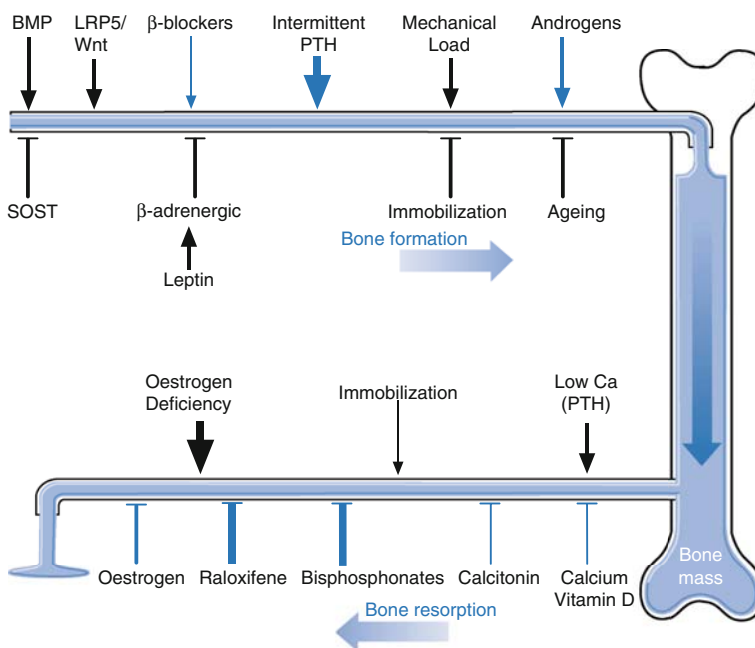 BMP
LRP5/
Wnt
β-blockers
Intermittent
PTH
Mechanical
Load
Androgens
SOST
β-adrenergic
Immobilization
Ageing
Leptin
Bone formation
Oestrogen
Deficiency
Immobilization
Low Ca
(PTH)
Oestrogen
Raloxifene
Bisphosphonates
Calcitonin
Calcium
Vitamin D
Bone
mass
Bone resorption